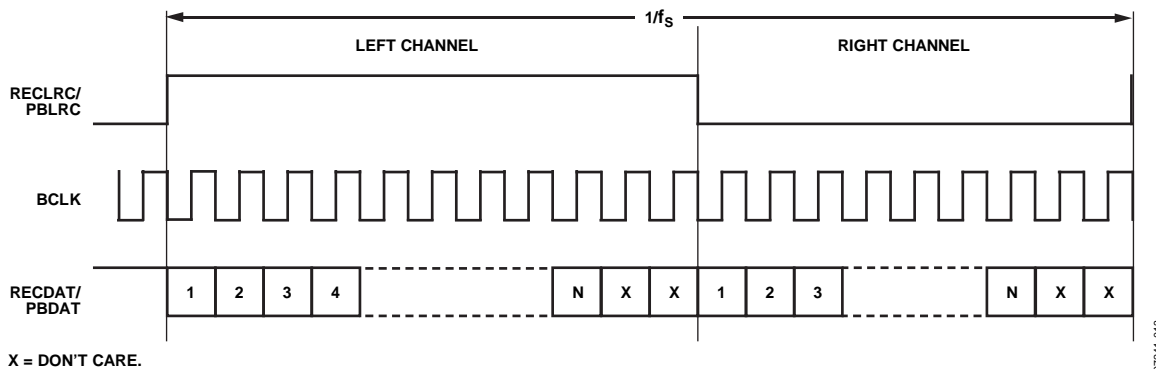 1/fS
LEFT CHANNEL
RIGHT CHANNEL
RECLRC/
PBLRC
BCLK
RECDAT/
PBDAT
1 2 3 4 N X X 1 2 3 N X X
X = DON'T CARE.